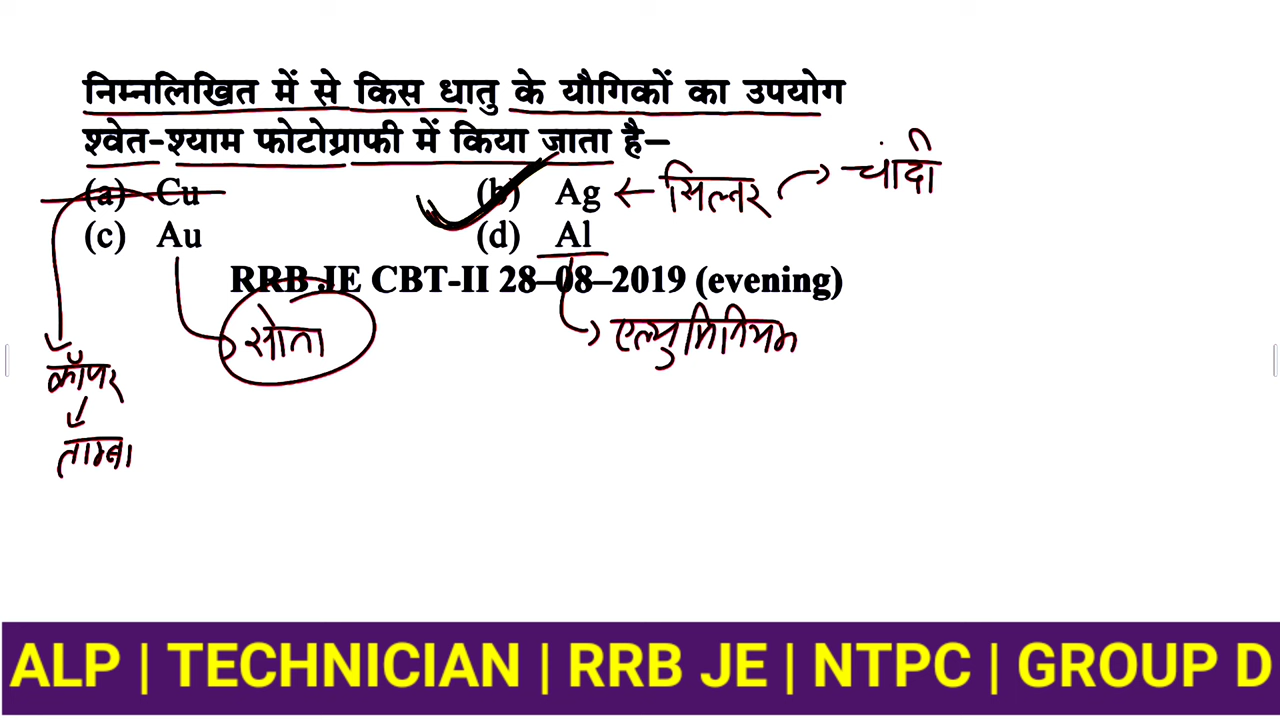 निम्नलिखित में से किस धातु के यौगिकों का उपयोग
श्वेत-श्याम फोटोग्राफी में किया जाता है–
(a) Cu (b) Ag ← सिल्वर → चांदी
(c) Au (d) Al
RRB JE CBT-II 28–08–2019 (evening)
सोना एल्युमिनियम
कॉपर
ताम्बा
ALP | TECHNICIAN | RRB JE | NTPC | GROUP D